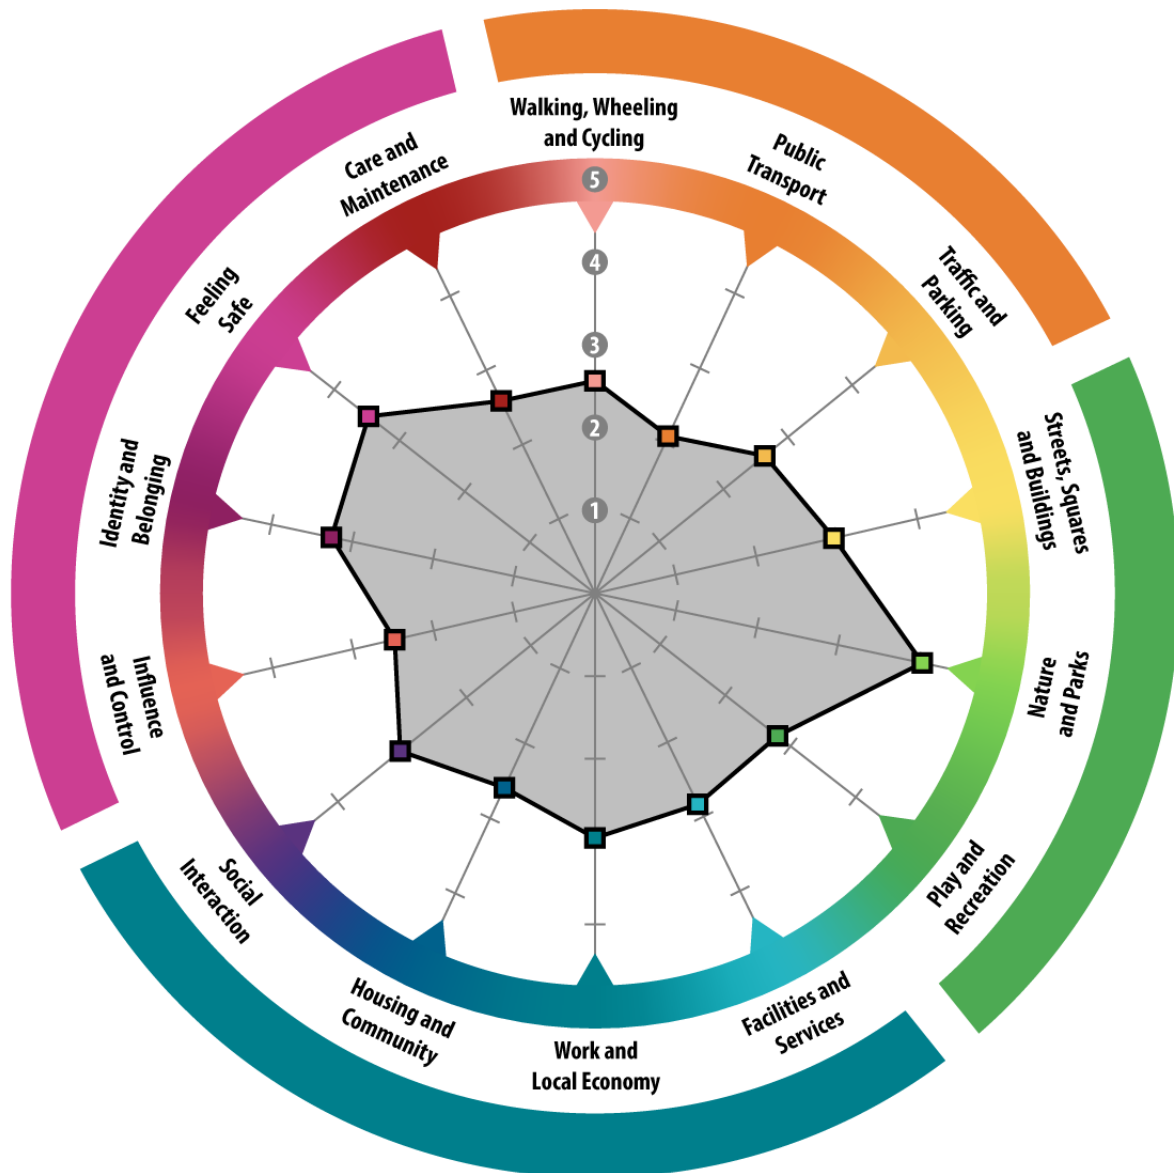 Walking, Wheeling
and Cycling
Public
Transport
Traffic and
Parking
Streets, Squares
and Buildings
Nature
and Parks
Play and
Recreation
Facilities and
Services
Work and
Local Economy
Housing and
Community
Social
Interaction
Influence
and Control
Identity and
Belonging
Feeling
Safe
Care and
Maintenance
5
4
3
2
1